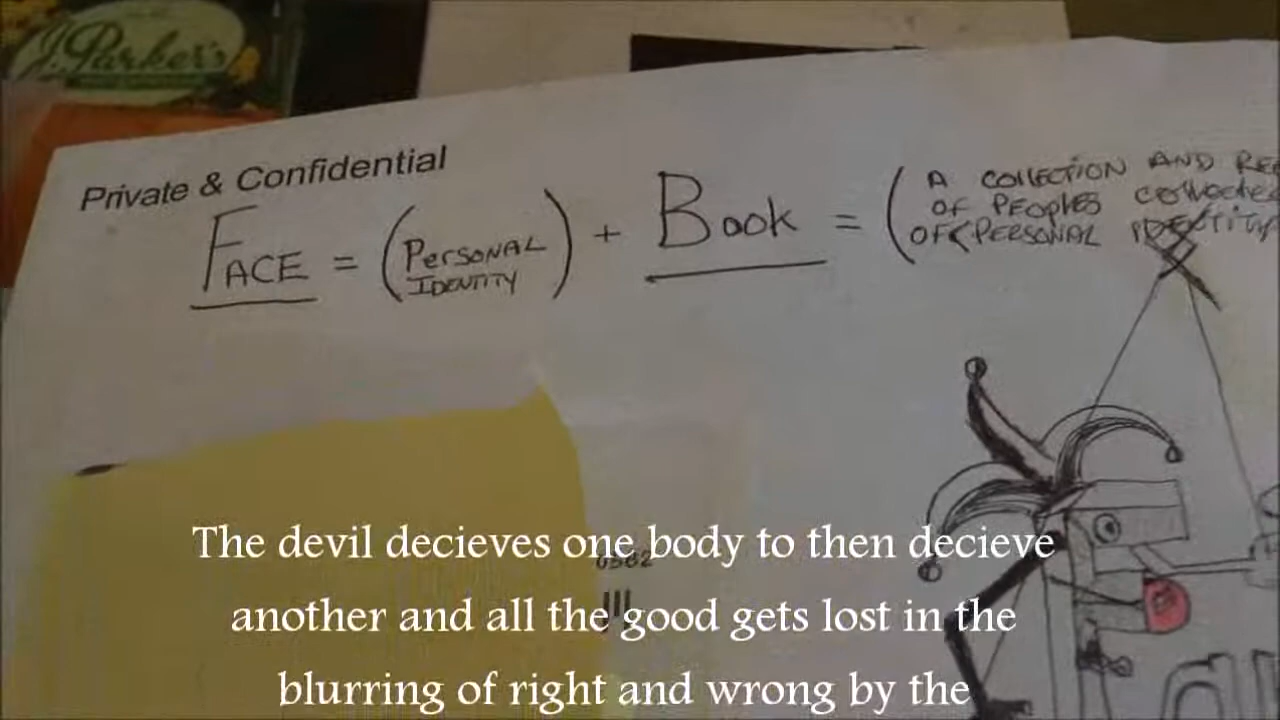 J. Parker's
Private & Confidential
FACE = (PERSONAL IDENTITY) + Book = (A COLLECTION AND
OF PEOPLES
OF PERSONAL
0562
The devil decieves one body to then decieve
another and all the good gets lost in the
blurring of right and wrong by the